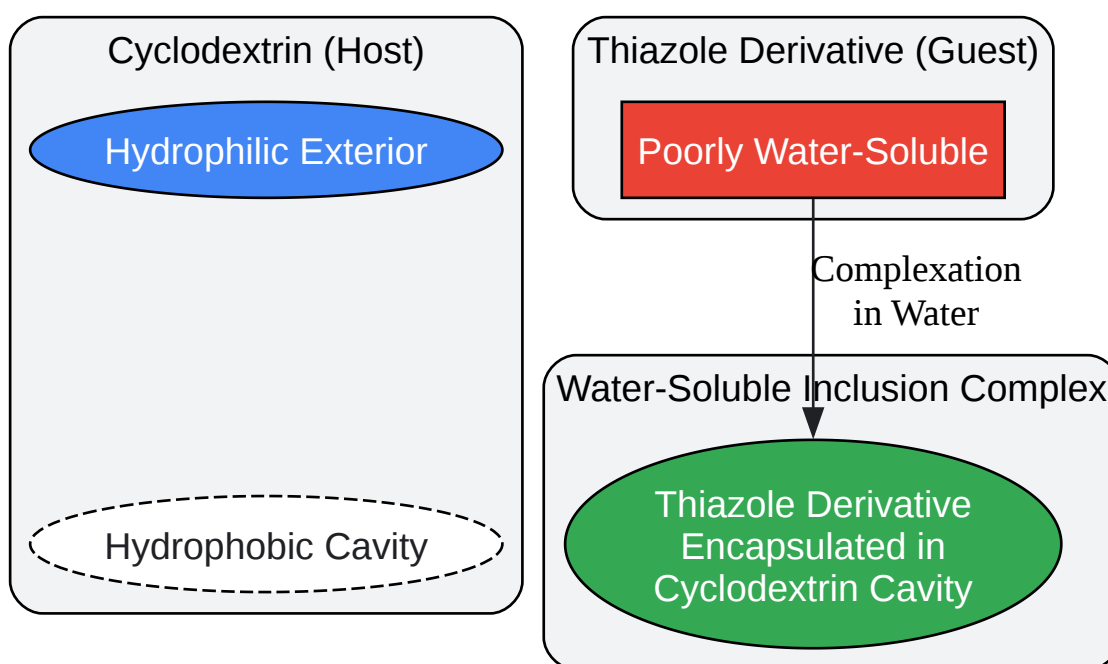 Cyclodextrin (Host)
Hydrophilic Exterior
Hydrophobic Cavity
Thiazole Derivative (Guest)
Poorly Water-Soluble
Complexation
in Water
Water-Soluble Inclusion Complex
Thiazole Derivative
Encapsulated in
Cyclodextrin Cavity